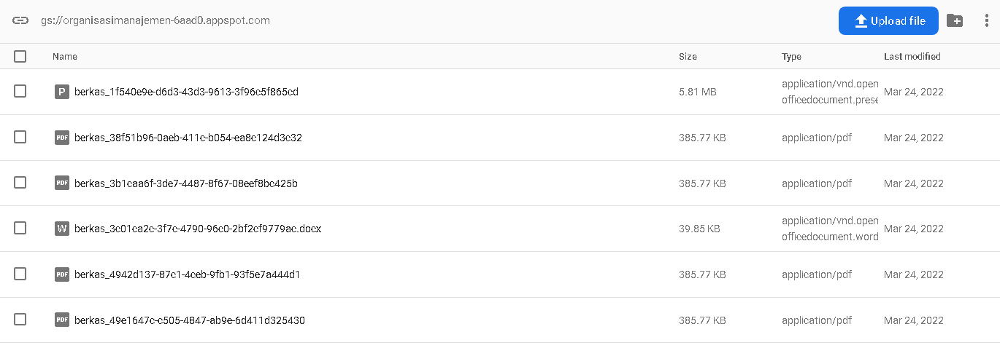 gs://organisasimanajemen-6aad0.appspot.com
Upload file
Name Size Type Last modified
P berkas_1f540e9e-d6d3-43d3-9613-3f96c5f865cd 5.81 MB application/vnd.open officedocument.prese Mar 24, 2022
PDF berkas_38f51b96-0aeb-411c-b054-ea8c124d3c32 385.77 KB application/pdf Mar 24, 2022
PDF berkas_3b1caa6f-3de7-4487-8f67-08eef8bc425b 385.77 KB application/pdf Mar 24, 2022
W berkas_3c01ca2c-3f7c-4790-96c0-2bf2cf9779ac.docx 39.85 KB application/vnd.open officedocument.word Mar 24, 2022
PDF berkas_4942d137-87c1-4ceb-9fb1-93f5e7a444d1 385.77 KB application/pdf Mar 24, 2022
PDF berkas_49e1647c-c505-4847-ab9e-6d411d325430 385.77 KB application/pdf Mar 24, 2022